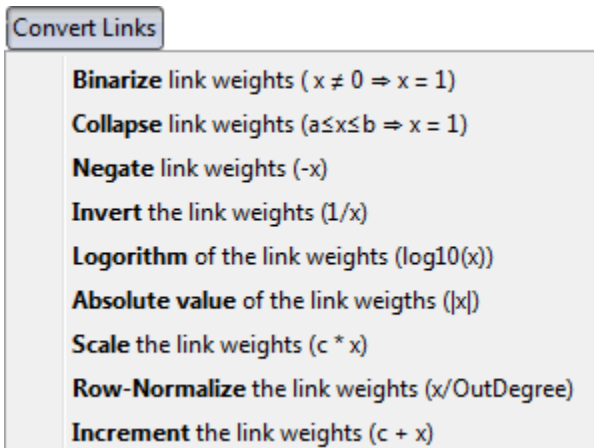 Convert Links
Binarize link weights ( x ≠ 0 ⇒ x = 1)
Collapse link weights (a≤x≤b ⇒ x = 1)
Negate link weights (-x)
Invert the link weights (1/x)
Logorithm of the link weights (log10(x))
Absolute value of the link weigths (|x|)
Scale the link weights (c * x)
Row-Normalize the link weights (x/OutDegree)
Increment the link weights (c + x)